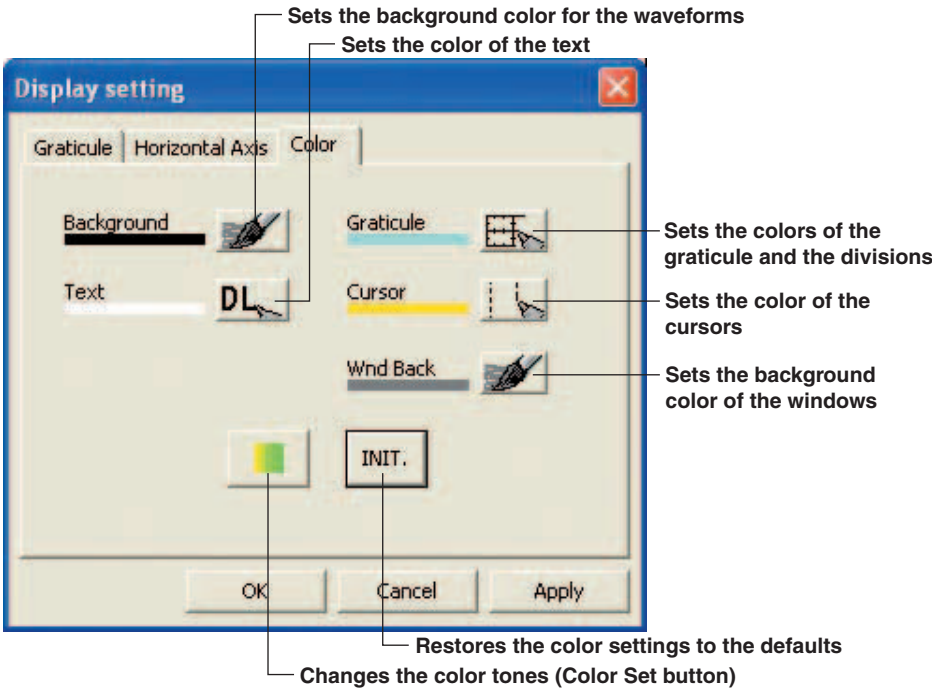 Sets the background color for the waveforms
Sets the color of the text
Display setting
Graticule Horizontal Axis Color
Background
Graticule
Sets the colors of the
graticule and the divisions
Text
DL
Cursor
Sets the color of the
cursors
Wnd Back
Sets the background
color of the windows
INIT.
OK Cancel Apply
Restores the color settings to the defaults
Changes the color tones (Color Set button)